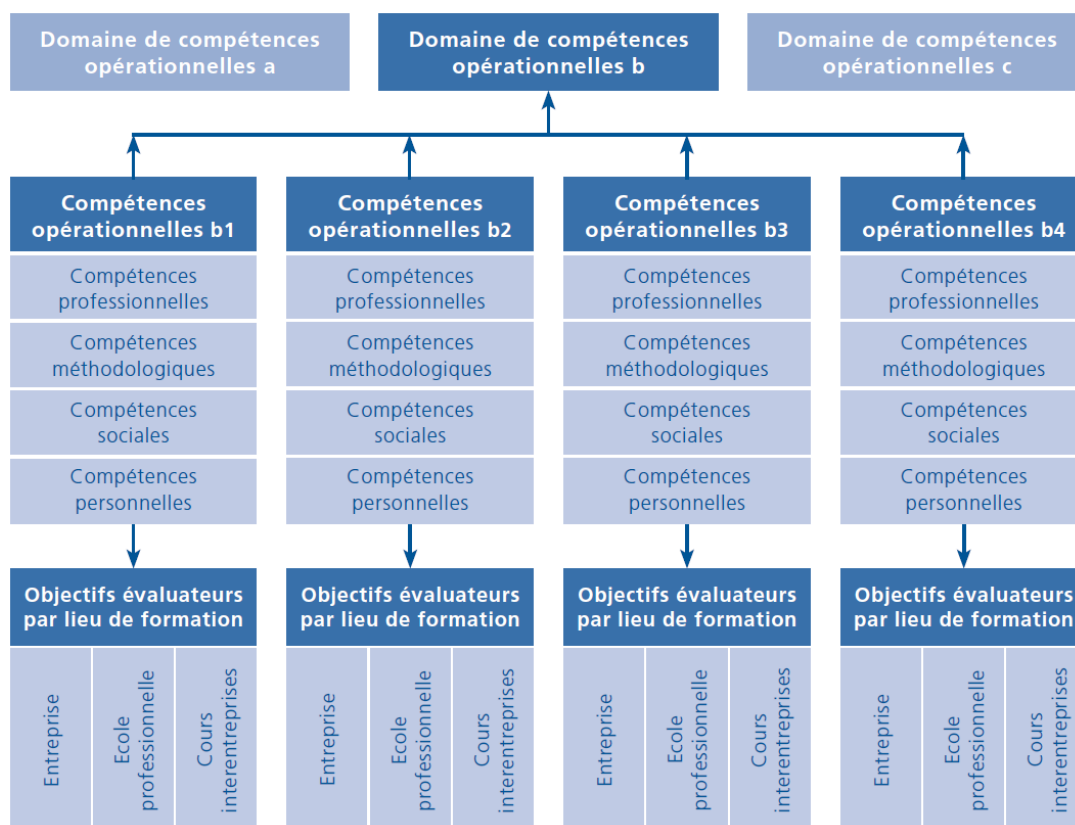 Domaine de compétences
opérationnelles a
Domaine de compétences
opérationnelles b
Domaine de compétences
opérationnelles c
Compétences
opérationnelles b1
Compétences
professionnelles
Compétences
méthodologiques
Compétences
sociales
Compétences
personnelles
Objectifs évaluateurs
par lieu de formation
Entreprise
Ecole
professionnelle
Cours
interentreprises
Compétences
opérationnelles b2
Compétences
professionnelles
Compétences
méthodologiques
Compétences
sociales
Compétences
personnelles
Objectifs évaluateurs
par lieu de formation
Entreprise
Ecole
professionnelle
Cours
interentreprises
Compétences
opérationnelles b3
Compétences
professionnelles
Compétences
méthodologiques
Compétences
sociales
Compétences
personnelles
Objectifs évaluateurs
par lieu de formation
Entreprise
Ecole
professionnelle
Cours
interentreprises
Compétences
opérationnelles b4
Compétences
professionnelles
Compétences
méthodologiques
Compétences
sociales
Compétences
personnelles
Objectifs évaluateurs
par lieu de formation
Entreprise
Ecole
professionnelle
Cours
interentreprises